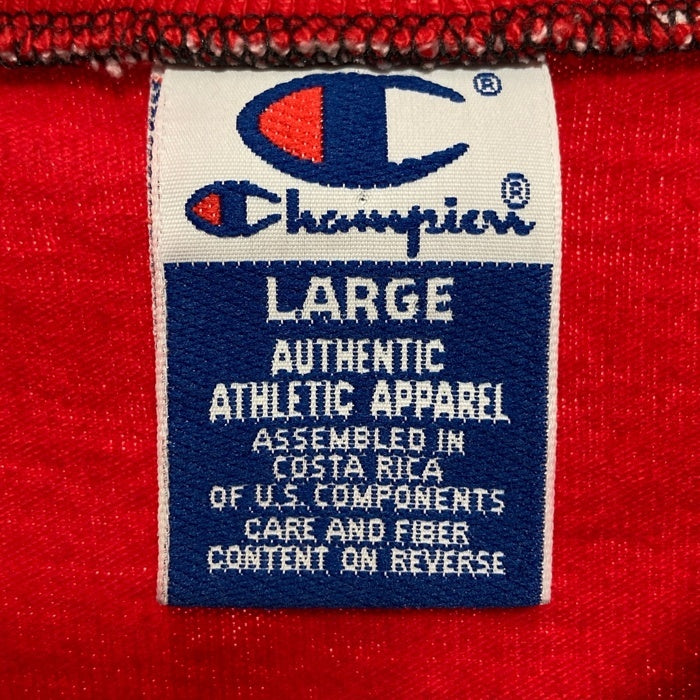 ®
Champion®
LARGE
AUTHENTIC
ATHLETIC APPAREL
ASSEMBLED IN
COSTA RICA
OF U.S. COMPONENTS
CARE AND FIBER
CONTENT ON REVERSE